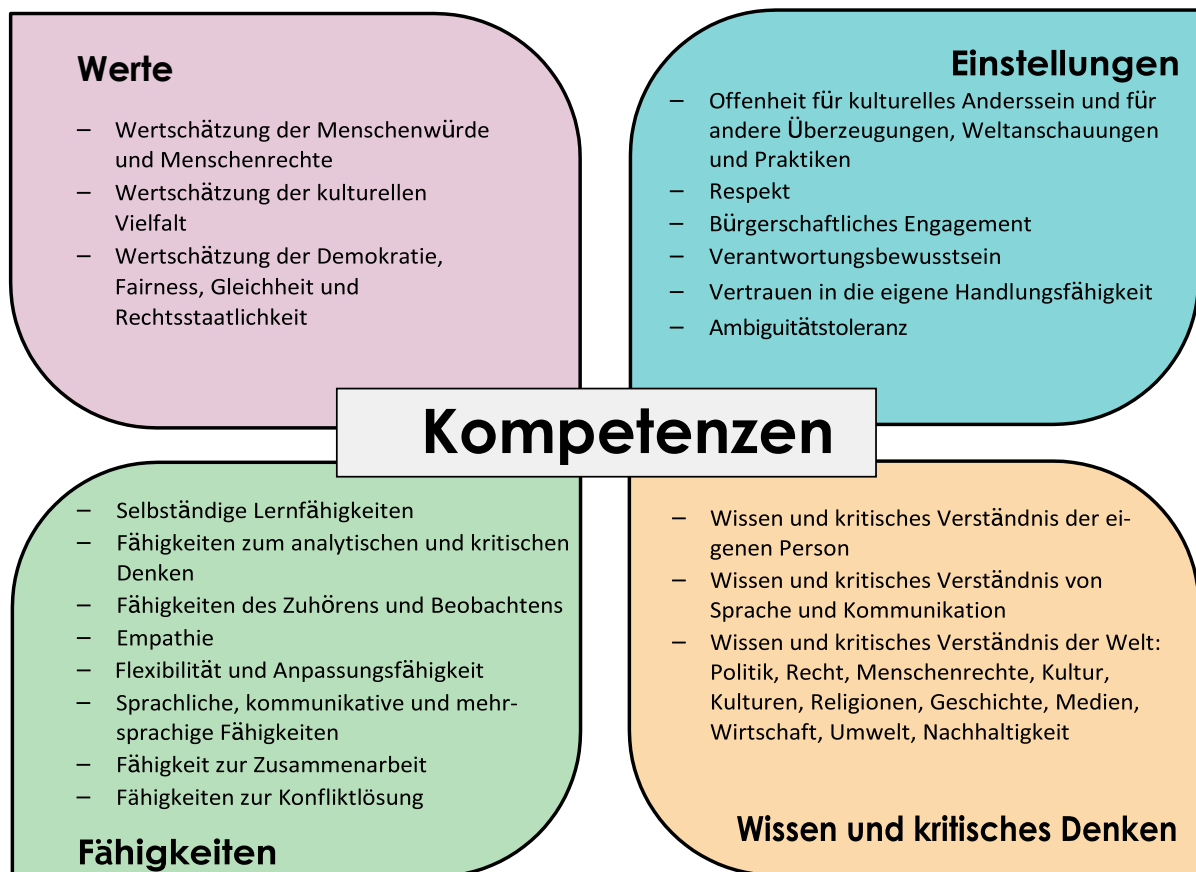 Werte
– Wertschätzung der Menschenwürde
und Menschenrechte
– Wertschätzung der kulturellen
Vielfalt
– Wertschätzung der Demokratie,
Fairness, Gleichheit und
Rechtsstaatlichkeit
Einstellungen
– Offenheit für kulturelles Anderssein und für
andere Überzeugungen, Weltanschauungen
und Praktiken
– Respekt
– Bürgerschaftliches Engagement
– Verantwortungsbewusstsein
– Vertrauen in die eigene Handlungsfähigkeit
– Ambiguitätstoleranz
Kompetenzen
– Selbständige Lernfähigkeiten
– Fähigkeiten zum analytischen und kritischen
Denken
– Fähigkeiten des Zuhörens und Beobachtens
– Empathie
– Flexibilität und Anpassungsfähigkeit
– Sprachliche, kommunikative und mehr-
sprachige Fähigkeiten
– Fähigkeit zur Zusammenarbeit
– Fähigkeiten zur Konfliktlösung
Fähigkeiten
– Wissen und kritisches Verständnis der ei-
genen Person
– Wissen und kritisches Verständnis von
Sprache und Kommunikation
– Wissen und kritisches Verständnis der Welt:
Politik, Recht, Menschenrechte, Kultur,
Kulturen, Religionen, Geschichte, Medien,
Wirtschaft, Umwelt, Nachhaltigkeit
Wissen und kritisches Denken